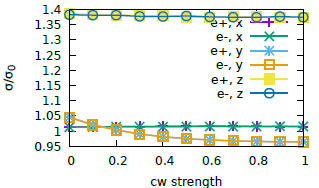 1.4
1.35
1.3
1.25
1.2
1.15
1.1
1.05
1
0.95
σ/σ₀
e+, x
e-, x
e+, y
e-, y
e+, z
e-, z
0 0.2 0.4 0.6 0.8 1
cw strength